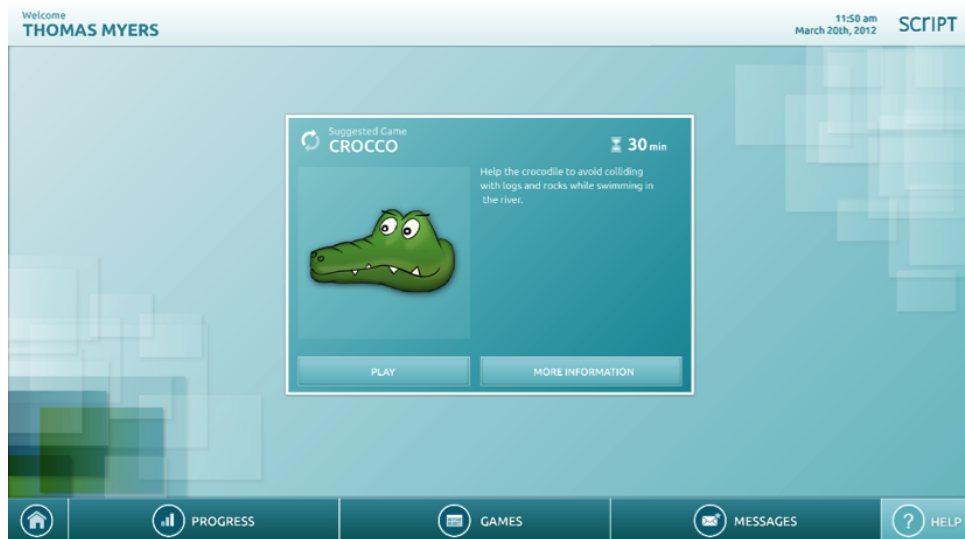 Welcome
THOMAS MYERS
11:50 am
March 20th, 2012
SCRIPT
Suggested Game
CROCCO
30 min
Help the crocodile to avoid colliding
with logs and rocks while swimming in
the river.
PLAY
MORE INFORMATION
PROGRESS
GAMES
MESSAGES
? HELP